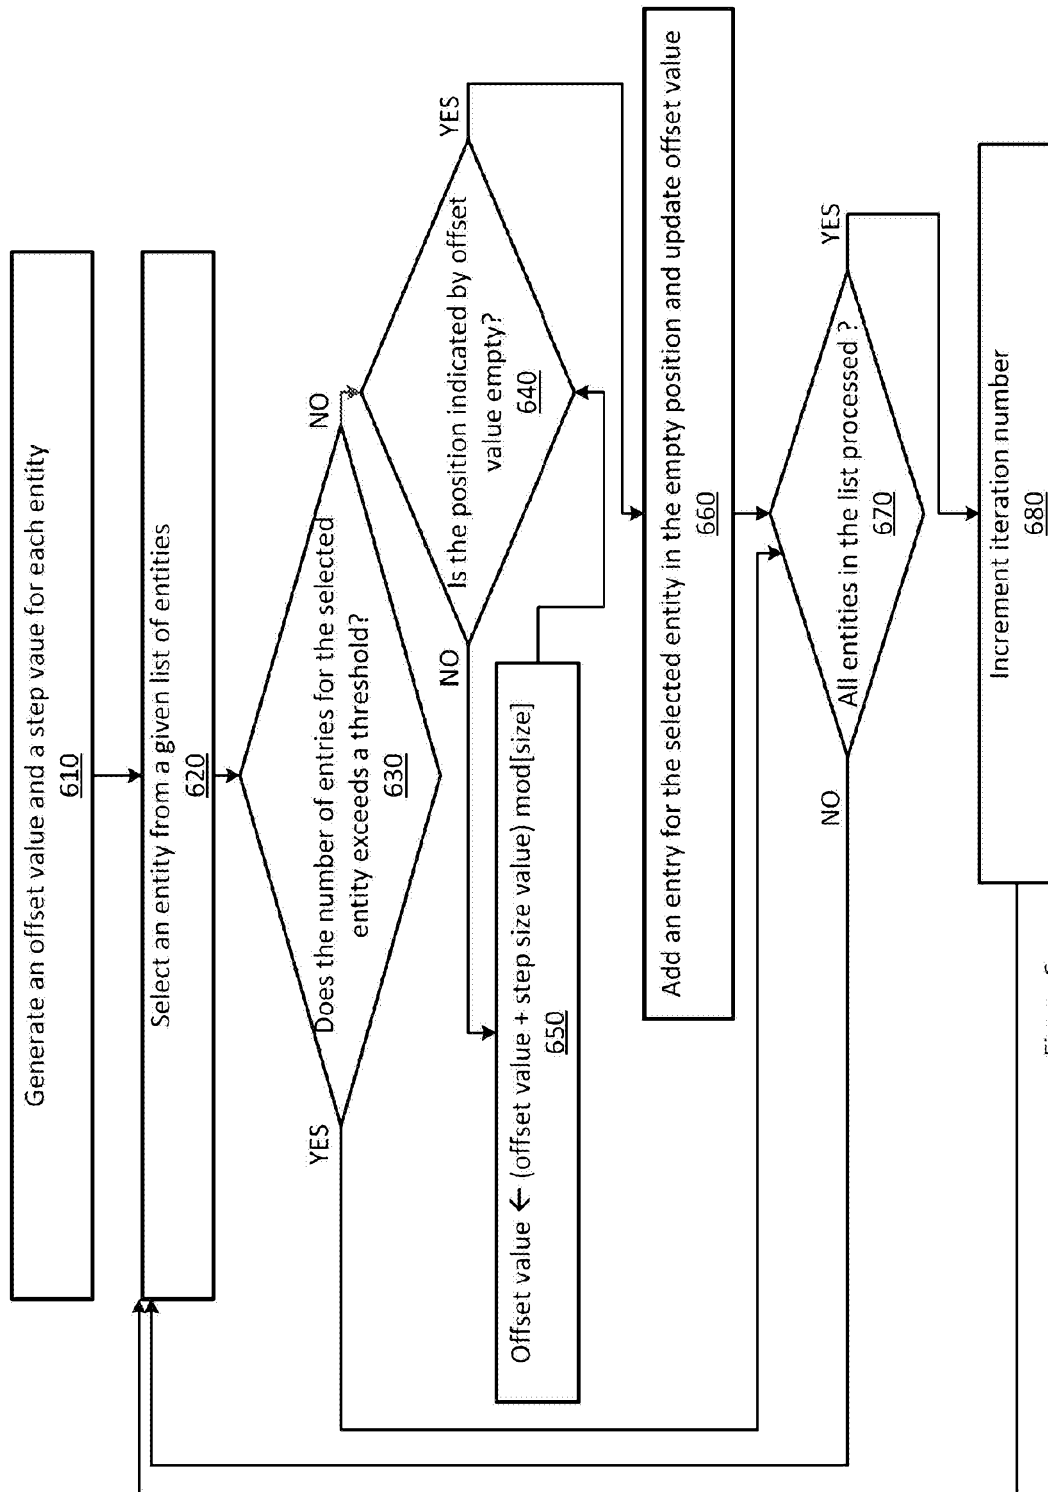 Generate an offset value and a step vaue for each entity
610
Select an entity from a given list of entities
620
Does the number of entries for the selected
entity exceeds a threshold?
630
YES
NO
Is the position indicated by offset
value empty?
640
YES
NO
Offset value ← (offset value + step size value) mod[size]
650
Add an entry for the selected entity in the empty position and update offset value
660
All entities in the list processed ?
670
YES
NO
Increment iteration number
680